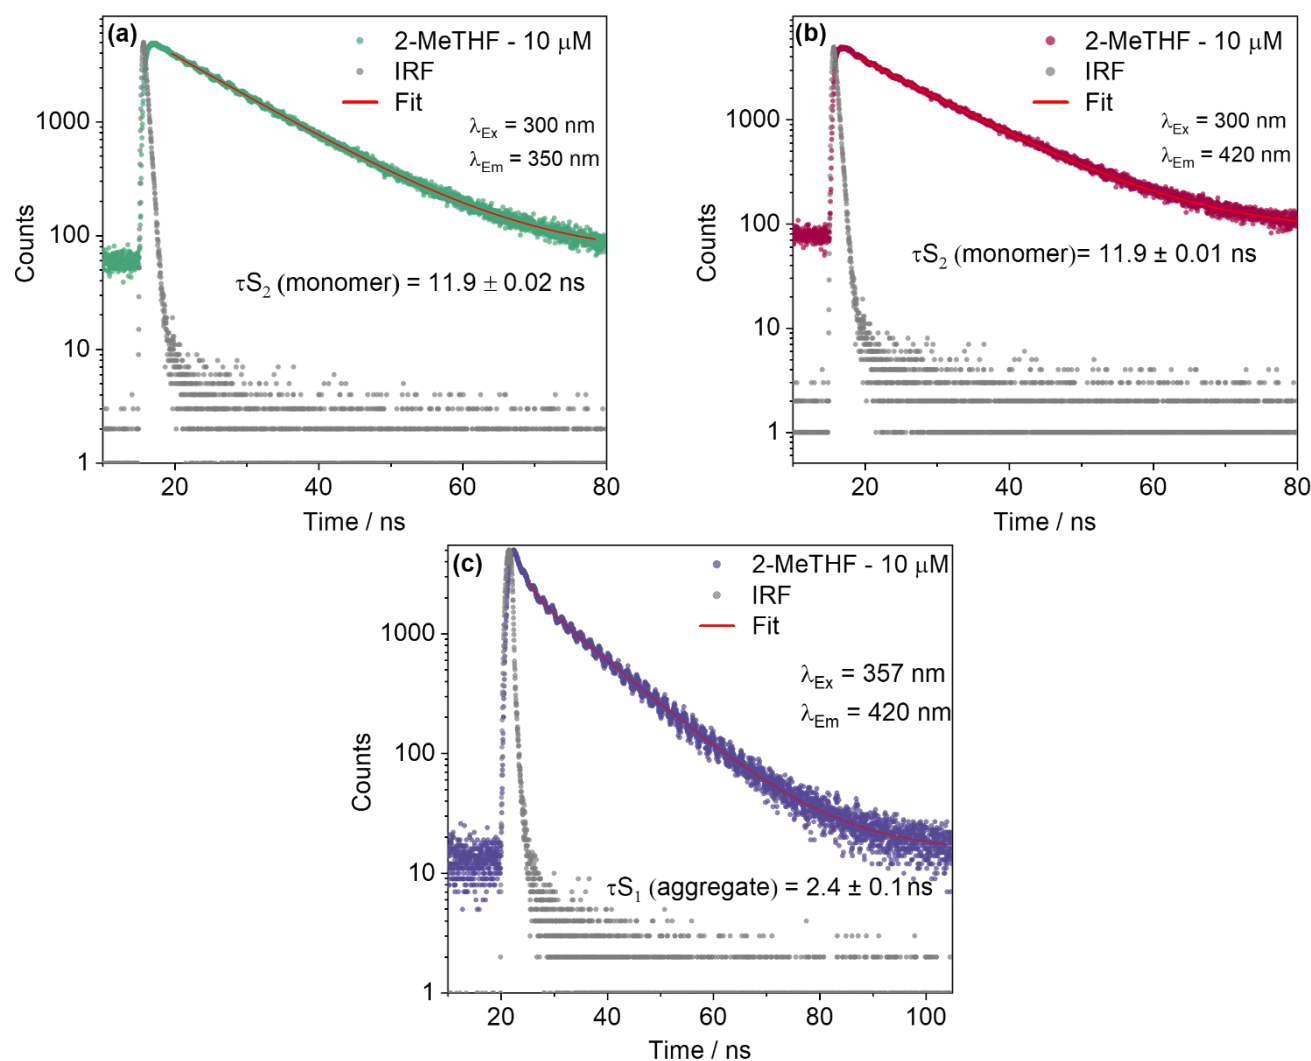 (a)
2-MeTHF - 10 μM
IRF
Fit
λEx = 300 nm
λEm = 350 nm
τS2 (monomer) = 11.9 ± 0.02 ns
1000
100
10
1
Counts
20 40 60 80
Time / ns
(b)
2-MeTHF - 10 μM
IRF
Fit
λEx = 300 nm
λEm = 420 nm
τS2 (monomer)= 11.9 ± 0.01 ns
1000
100
10
1
Counts
20 40 60 80
Time / ns
(c)
2-MeTHF - 10 μM
IRF
Fit
λEx = 357 nm
λEm = 420 nm
τS1 (aggregate) = 2.4 ± 0.1 ns
1000
100
10
1
Counts
20 40 60 80 100
Time / ns